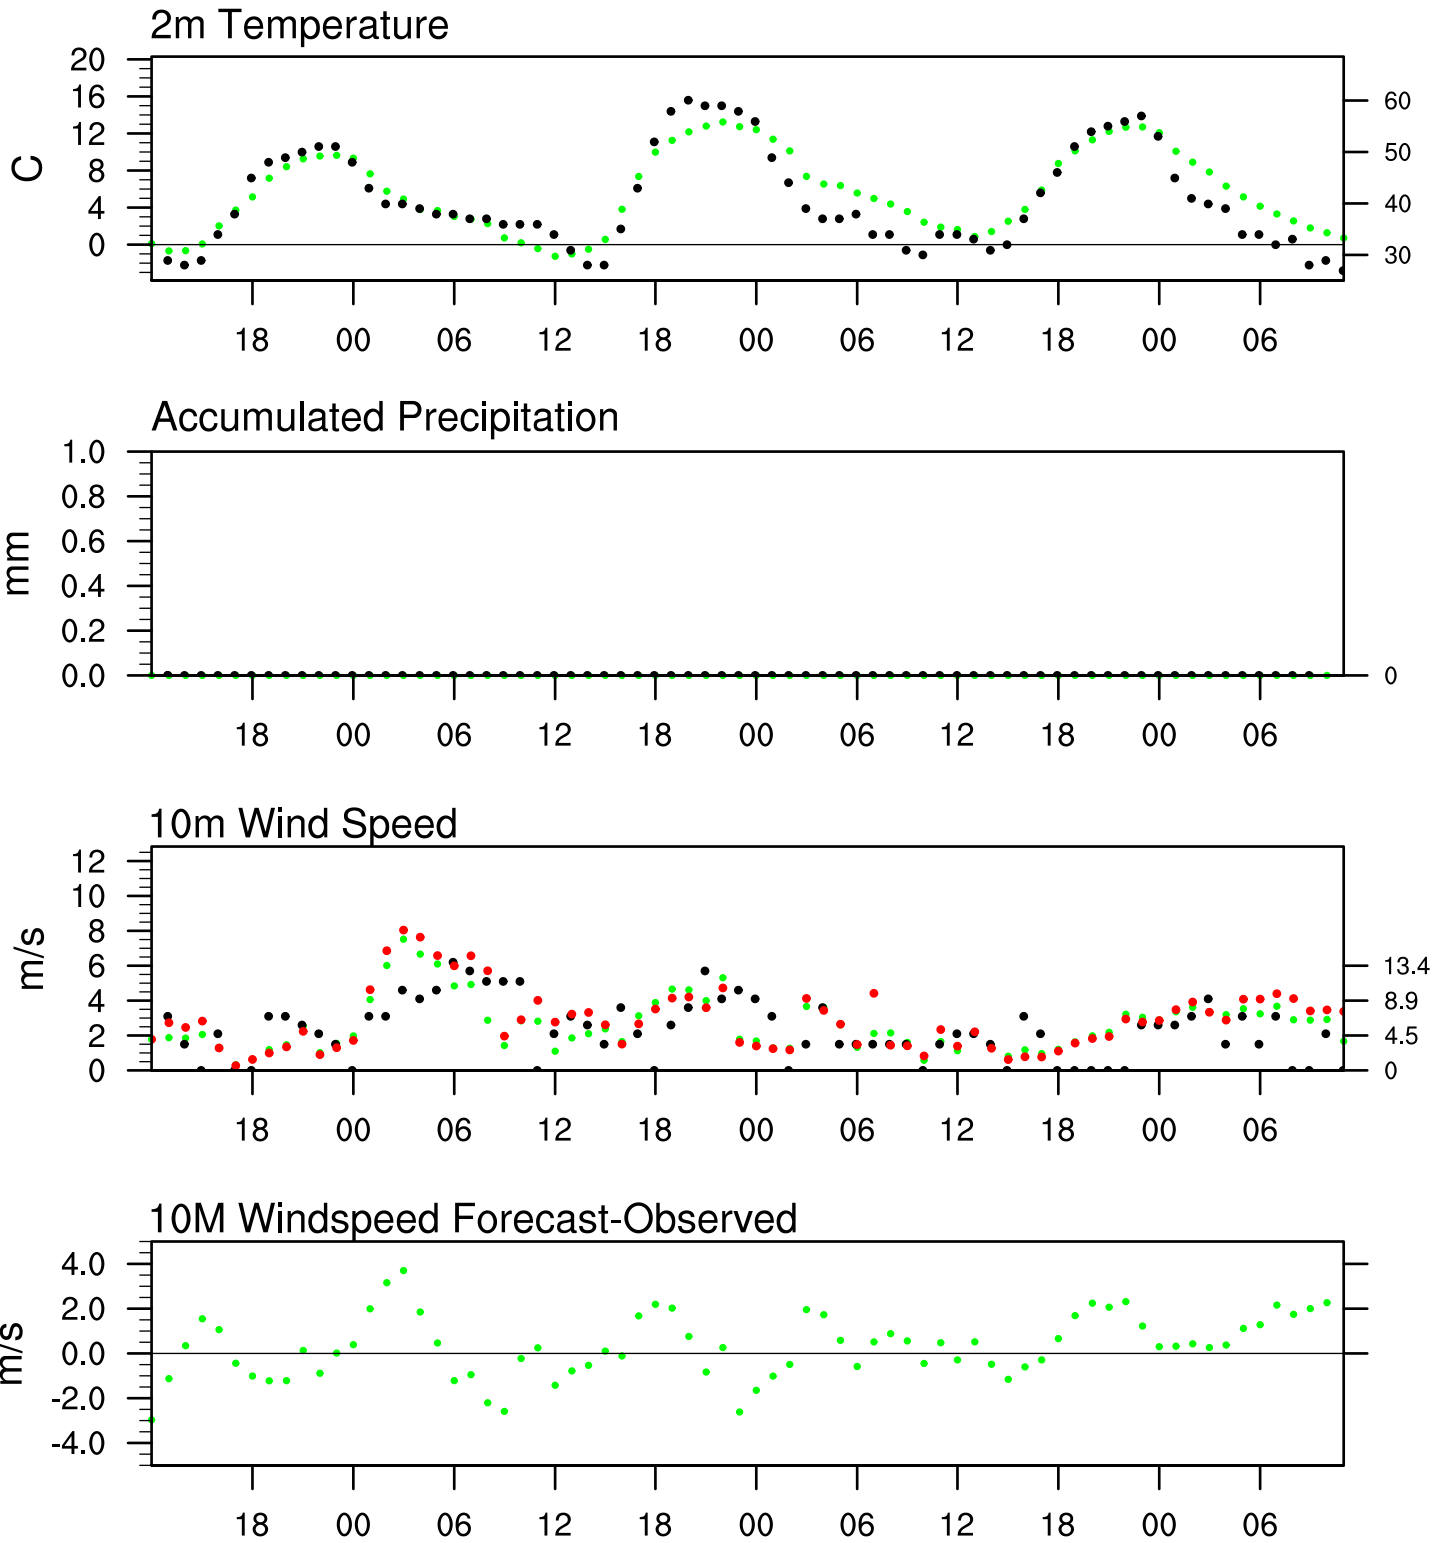 2m Temperature
20
16
12
8
4
0
C
60
50
40
30
18 00 06 12 18 00 06 12 18 00 06
Accumulated Precipitation
1.0
0.8
0.6
0.4
0.2
0.0
mm
0
18 00 06 12 18 00 06 12 18 00 06
10m Wind Speed
12
10
8
6
4
2
0
m/s
13.4
8.9
4.5
0
18 00 06 12 18 00 06 12 18 00 06
10M Windspeed Forecast-Observed
4.0
2.0
0.0
-2.0
-4.0
m/s
18 00 06 12 18 00 06 12 18 00 06